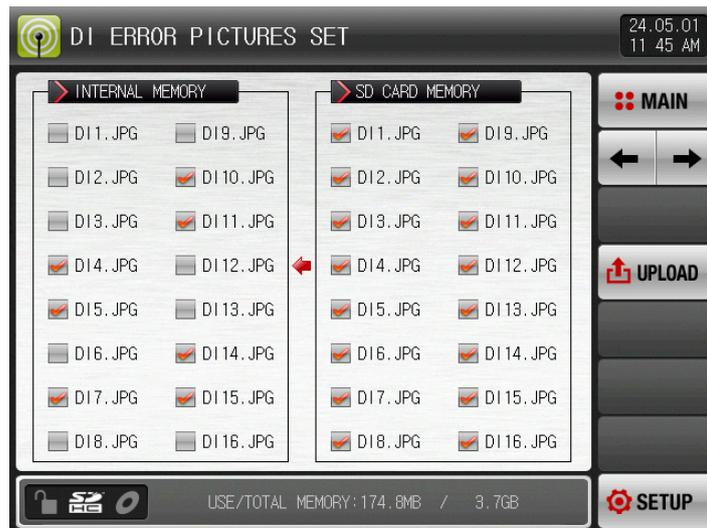 DI ERROR PICTURES SET
24.05.01
11 45 AM
INTERNAL MEMORY
DI1.JPG DI9.JPG
DI2.JPG DI10.JPG
DI3.JPG DI11.JPG
DI4.JPG DI12.JPG
DI5.JPG DI13.JPG
DI6.JPG DI14.JPG
DI7.JPG DI15.JPG
DI8.JPG DI16.JPG
SD CARD MEMORY
DI1.JPG DI9.JPG
DI2.JPG DI10.JPG
DI3.JPG DI11.JPG
DI4.JPG DI12.JPG
DI5.JPG DI13.JPG
DI6.JPG DI14.JPG
DI7.JPG DI15.JPG
DI8.JPG DI16.JPG
MAIN
UPLOAD
SETUP
SD HC
USE/TOTAL MEMORY:174.8MB / 3.7GB